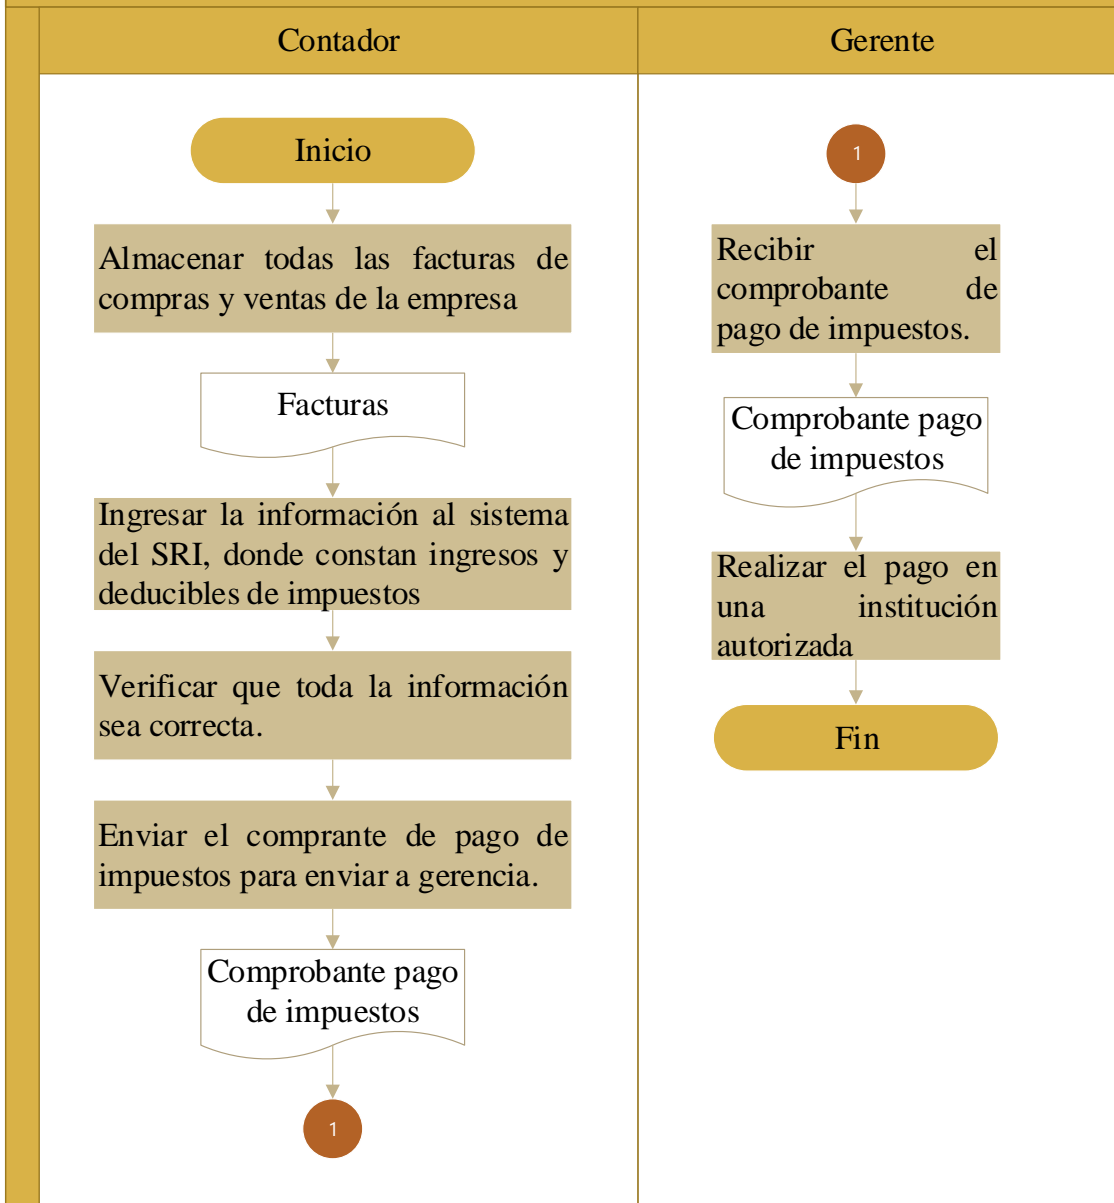 Contador
Gerente
Inicio
Almacenar todas las facturas de
compras y ventas de la empresa
Facturas
Ingresar la información al sistema
del SRI, donde constan ingresos y
deducibles de impuestos
Verificar que toda la información
sea correcta.
Enviar el comprante de pago de
impuestos para enviar a gerencia.
Comprobante pago
de impuestos
1
1
Recibir el
comprobante de
pago de impuestos.
Comprobante pago
de impuestos
Realizar el pago en
una institución
autorizada
Fin